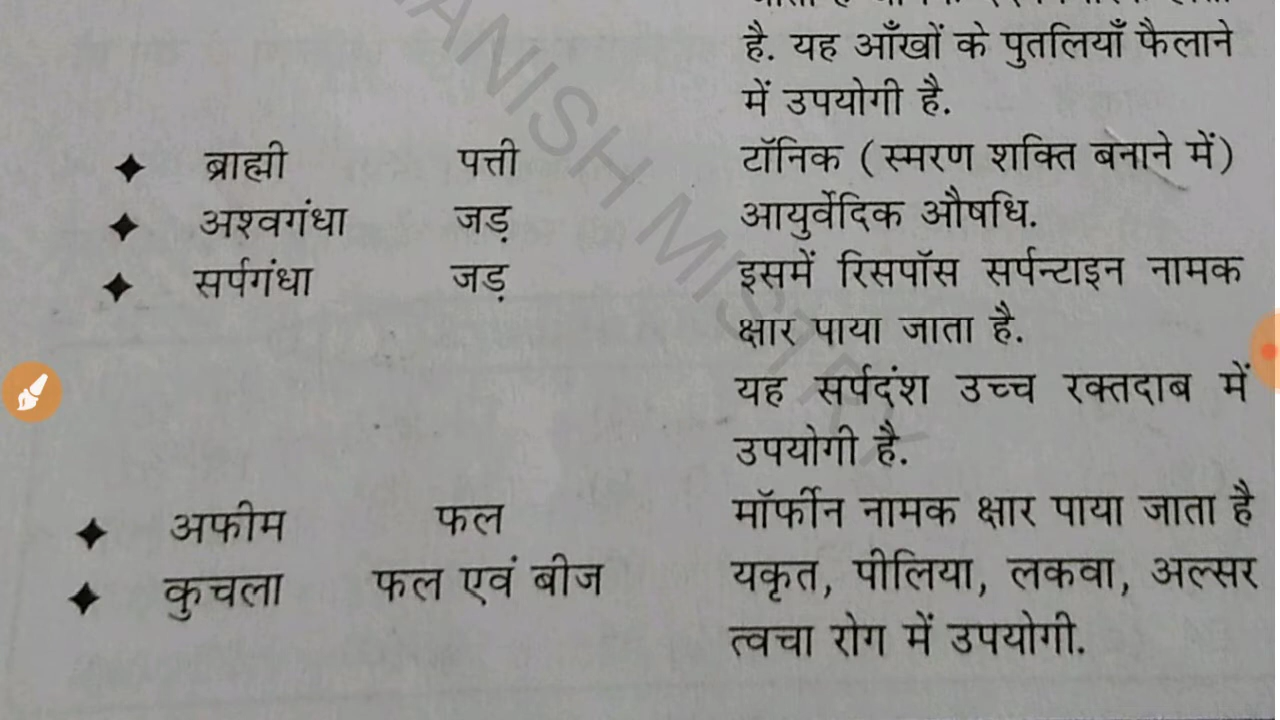 है. यह आँखों के पुतलियाँ फैलाने
में उपयोगी है.
✦ ब्राह्मी पत्ती टॉनिक (स्मरण शक्ति बनाने में)
✦ अश्वगंधा जड़ आयुर्वेदिक औषधि.
✦ सर्पगंधा जड़ इसमें रिसपॉस सर्पन्टाइन नामक
क्षार पाया जाता है.
यह सर्पदंश उच्च रक्तदाब में
उपयोगी है.
✦ अफीम फल मॉर्फीन नामक क्षार पाया जाता है
✦ कुचला फल एवं बीज यकृत, पीलिया, लकवा, अल्सर
त्वचा रोग में उपयोगी.
MANISH MISTRY